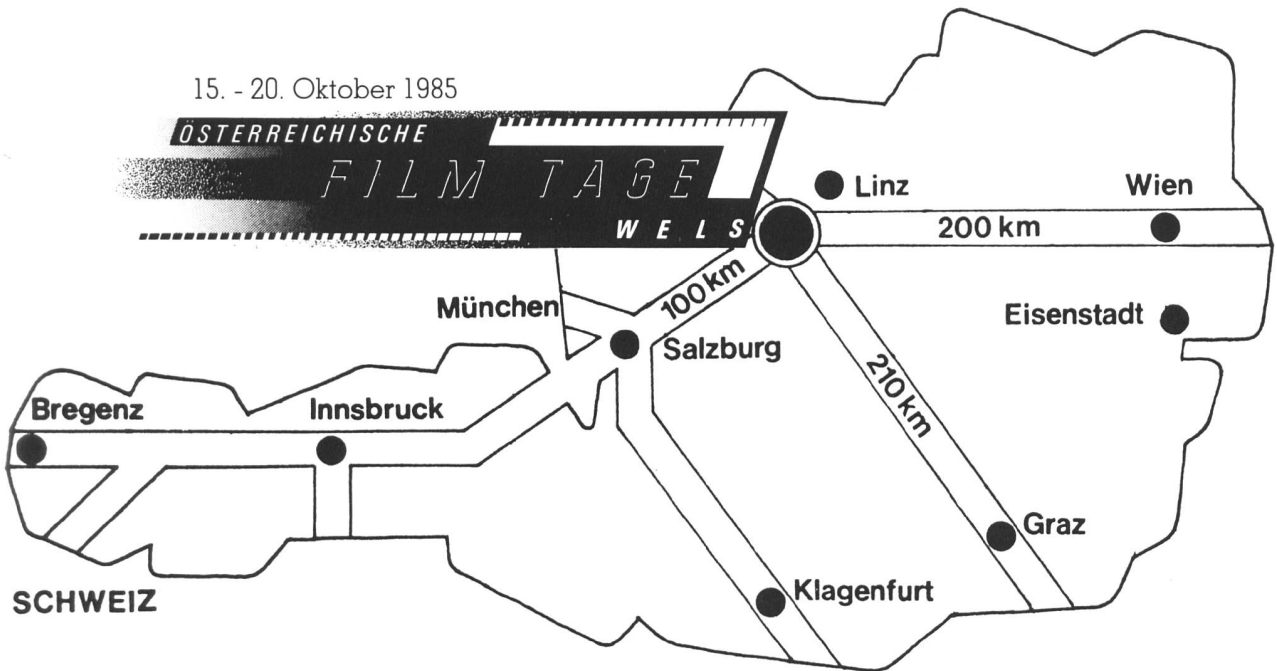 15. - 20. Oktober 1985
ÖSTERREICHISCHE
FILM TAGE
WELS
Linz
Wien
200 km
100 km
München
Eisenstadt
Salzburg
210 km
Bregenz
Innsbruck
Graz
Klagenfurt
SCHWEIZ